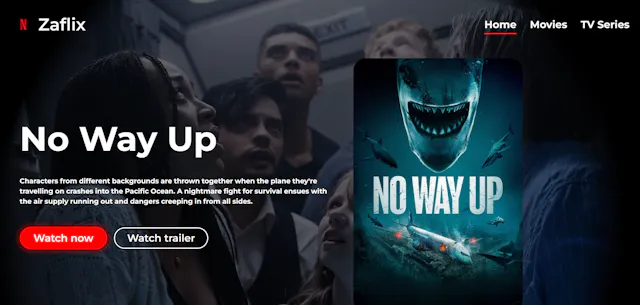 N Zaflix
Home Movies TV Series
EXIT
No Way Up
Characters from different backgrounds are thrown together when the plane they're
travelling on crashes into the Pacific Ocean. A nightmare fight for survival ensues with
the air supply running out and dangers creeping in from all sides.
Watch now Watch trailer
NO WAY UP